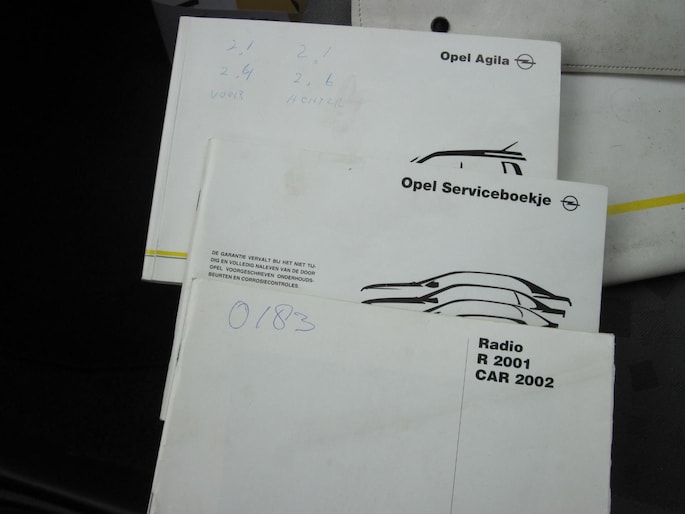 Opel Agila
2.1 2.1
2.4 2.6
VOOR ACHTER
Opel Serviceboekje
DE GARANTIE VERVALT BIJ HET NIET TIJ-
DIG EN VOLLEDIG NALEVEN VAN DE DOOR
OPEL VOORGESCHREVEN ONDERHOUDS-
BEURTEN EN CORROSIECONTROLES.
0183
Radio
R 2001
CAR 2002